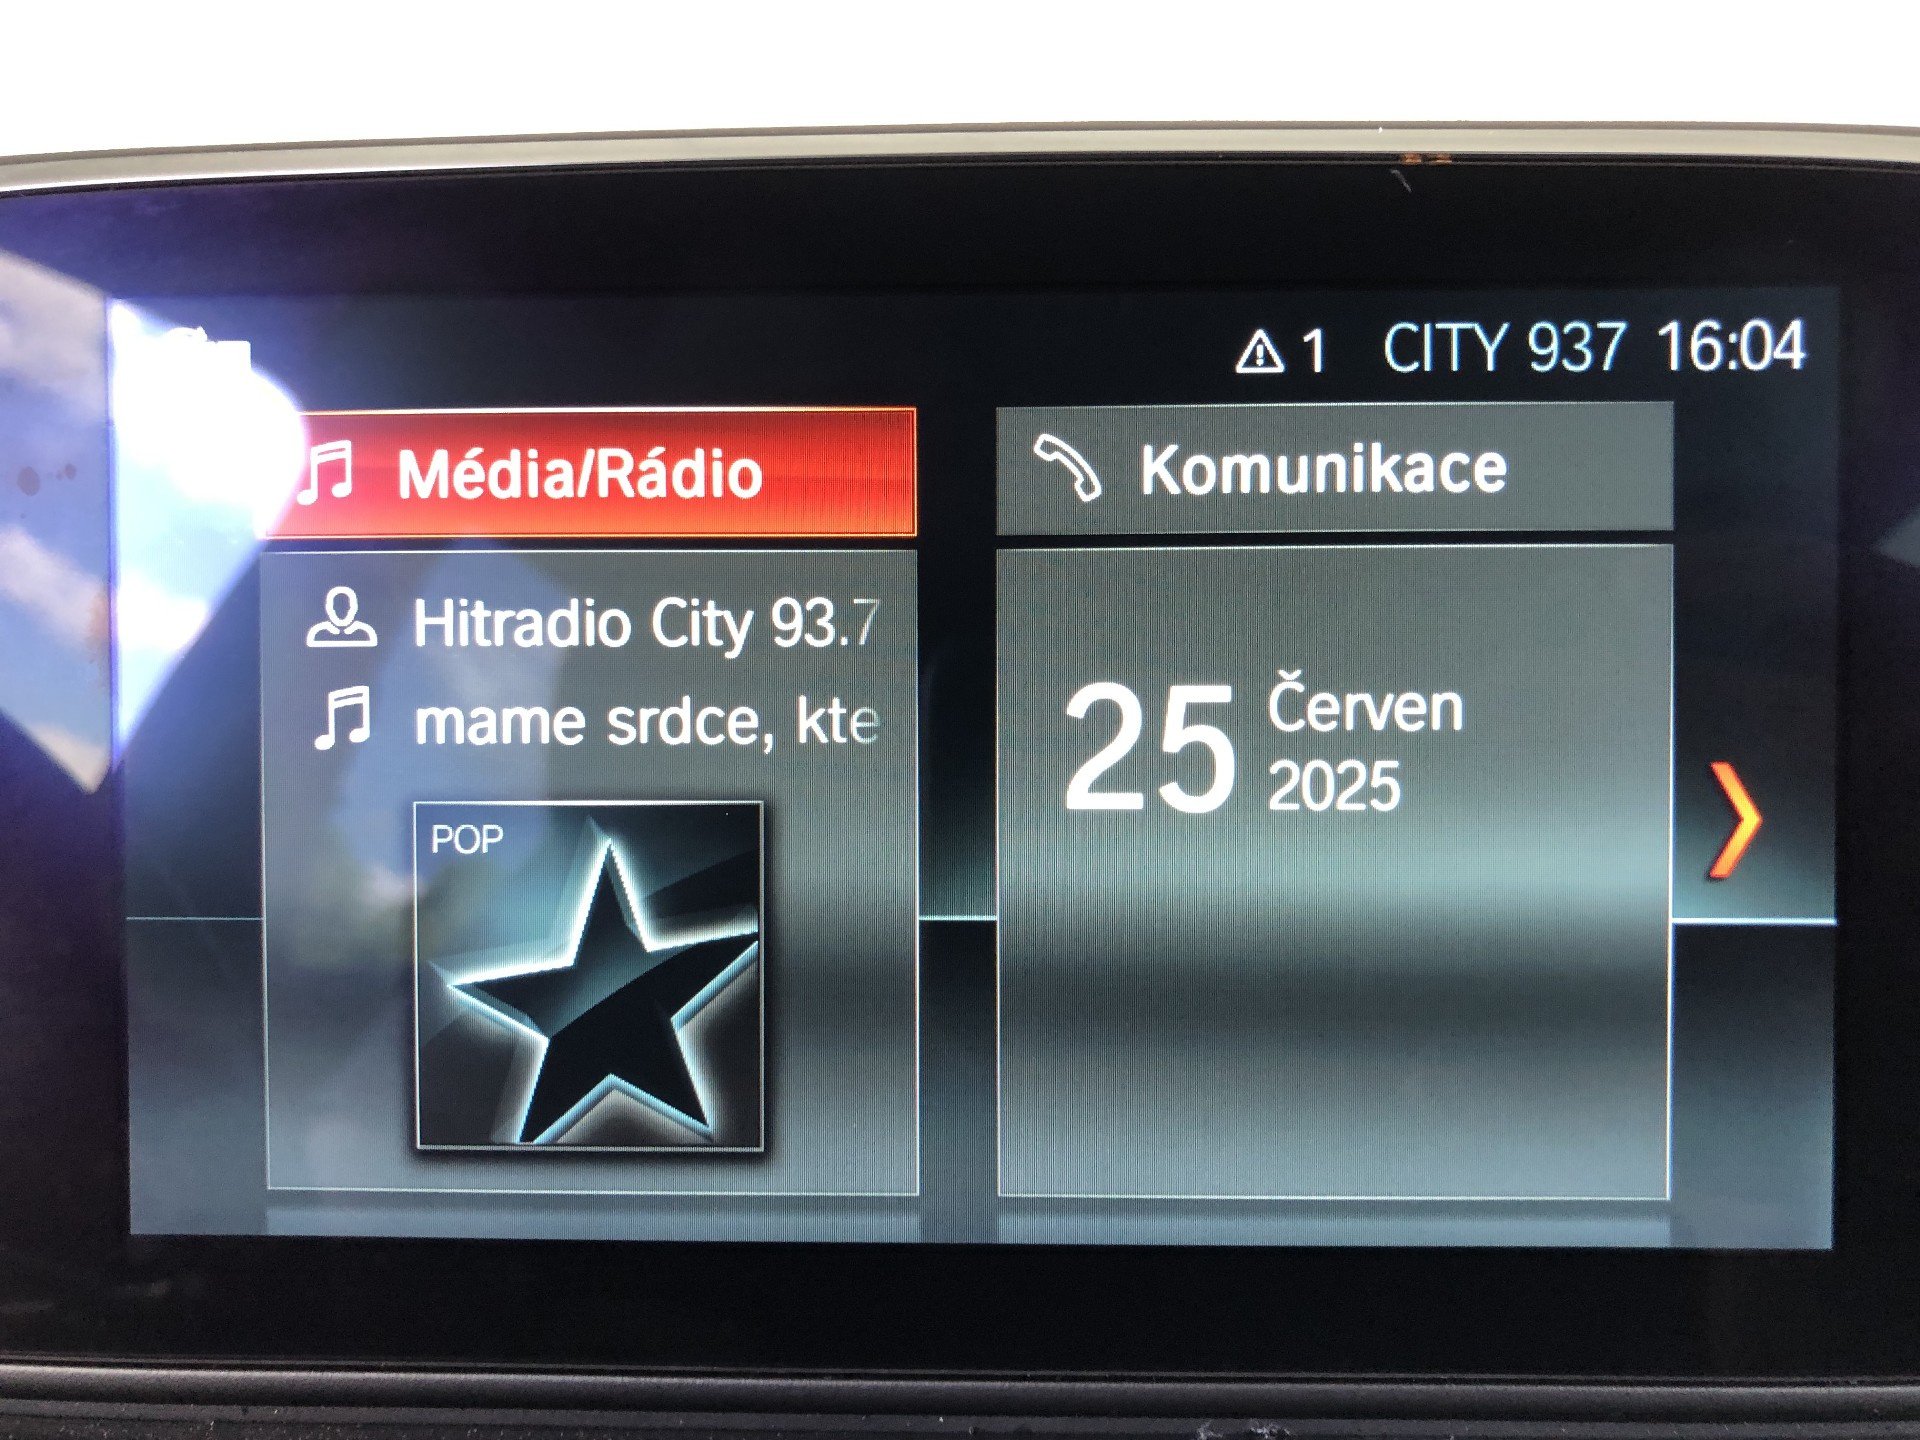 1 CITY 937 16:04
Média/Rádio
Hitradio City 93.7
mame srdce, kte
POP
Komunikace
25 Červen
2025